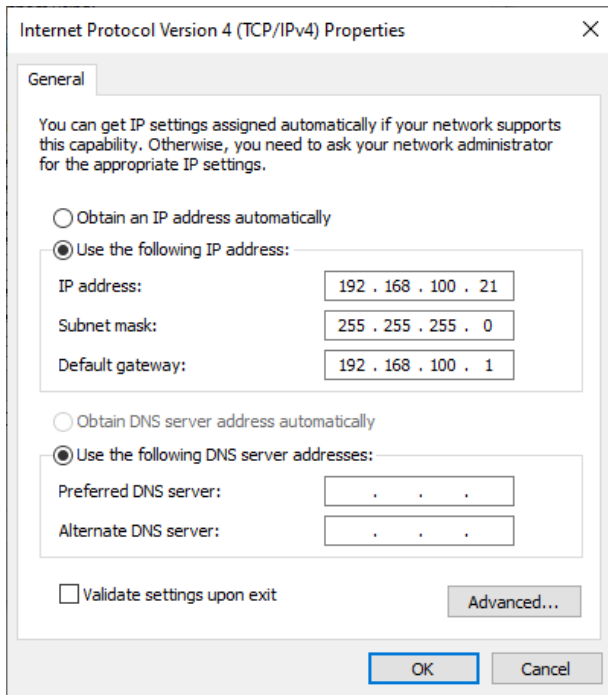 Internet Protocol Version 4 (TCP/IPv4) Properties
General
You can get IP settings assigned automatically if your network supports
this capability. Otherwise, you need to ask your network administrator
for the appropriate IP settings.
Obtain an IP address automatically
Use the following IP address:
IP address: 192 . 168 . 100 . 21
Subnet mask: 255 . 255 . 255 . 0
Default gateway: 192 . 168 . 100 . 1
Obtain DNS server address automatically
Use the following DNS server addresses:
Preferred DNS server: . . .
Alternate DNS server: . . .
Validate settings upon exit
Advanced...
OK Cancel